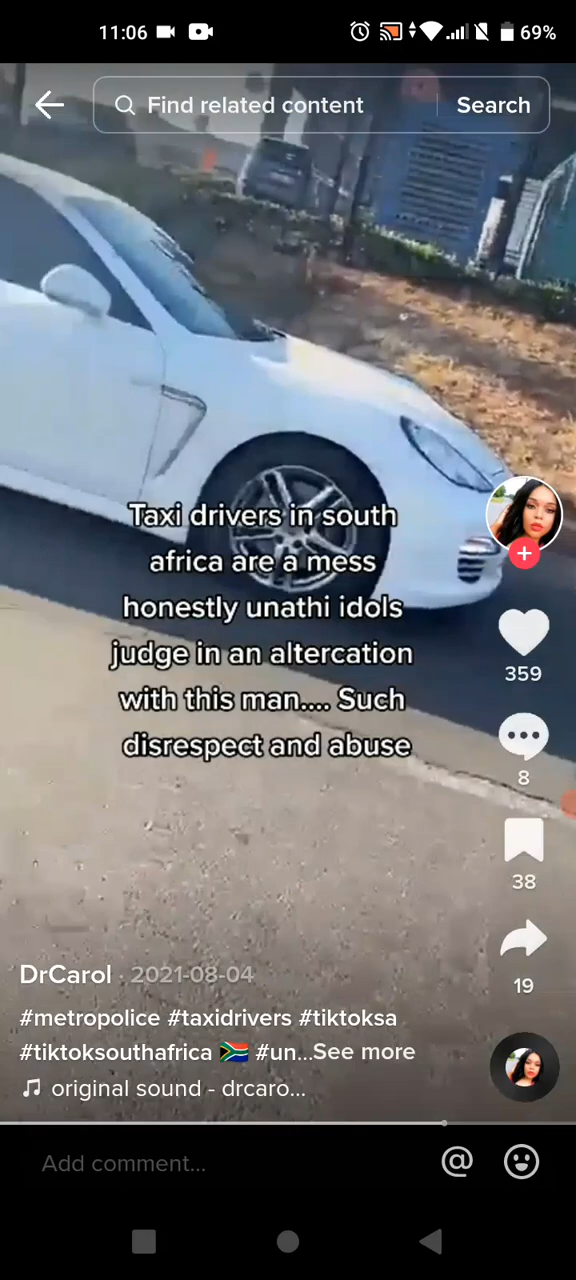 11:06
69%
Find related content
Search
Taxi drivers in south
africa are a mess
honestly unathi idols
judge in an altercation
with this man.... Such
disrespect and abuse
359
8
38
19
DrCarol · 2021-08-04
#metropolice #taxidrivers #tiktoksa
#tiktoksouthafrica 🇿🇦 #un...See more
original sound - drcaro...
Add comment...
@